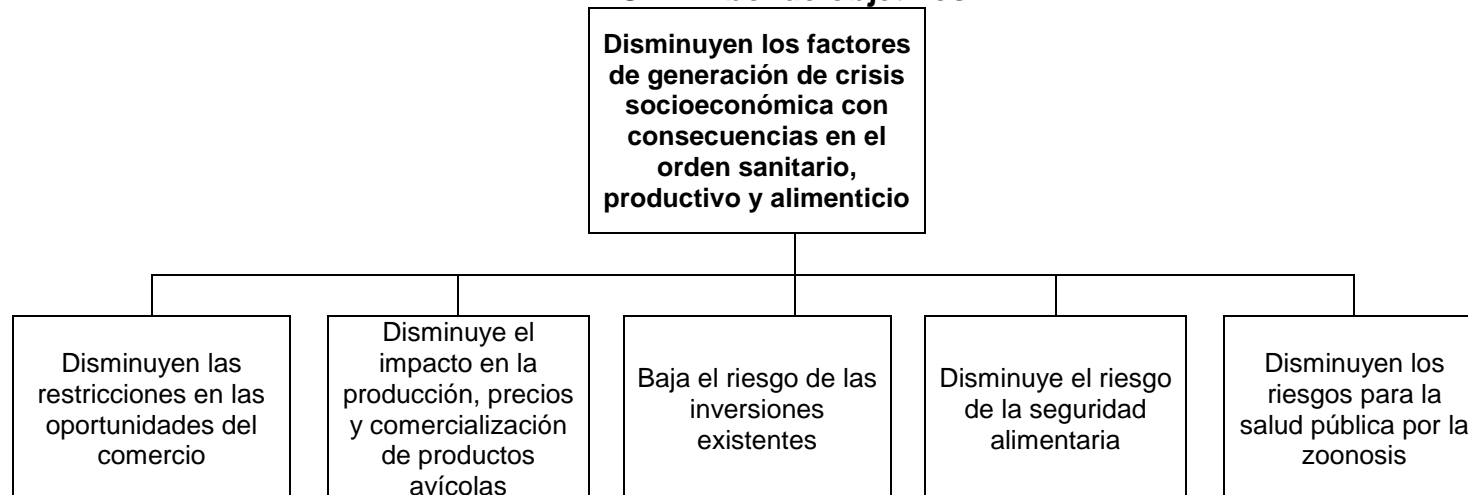 Disminuyen los factores
de generación de crisis
socioeconómica con
consecuencias en el
orden sanitario,
productivo y alimenticio
Disminuyen las
restricciones en las
oportunidades del
comercio
Disminuye el
impacto en la
producción, precios
y comercialización
de productos
avícolas
Baja el riesgo de las
inversiones
existentes
Disminuye el riesgo
de la seguridad
alimentaria
Disminuyen los
riesgos para la
salud pública por la
zoonosis